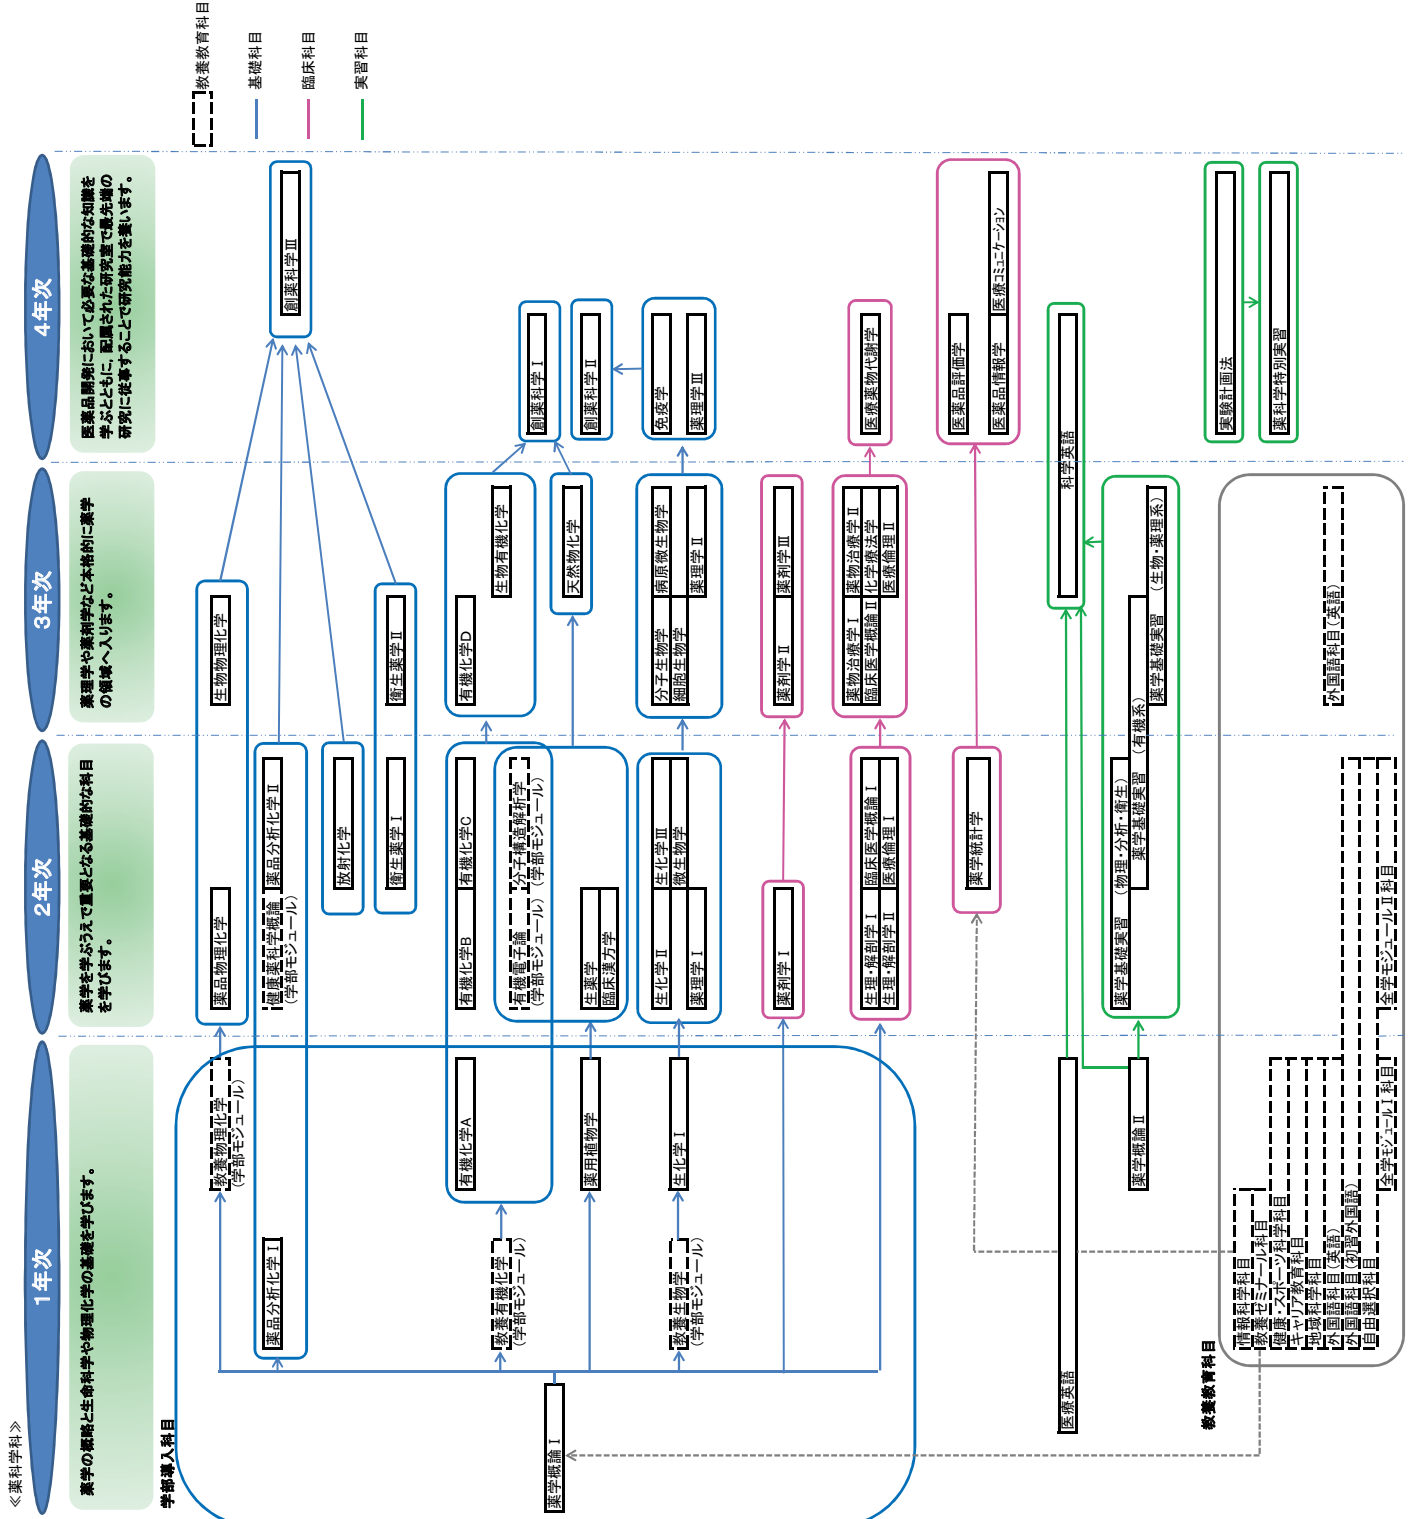 ≪薬科学科≫
1年次
2年次
3年次
4年次
薬学の概略と生命科学や物理化学の基礎を学びます。
薬学を学ぶうえで重要となる基礎的な科目
を学びます。
薬理学や薬剤学など本格的に薬学
の領域へ入ります。
医薬品開発において必要な基礎的な知識を
学ぶとともに，配属された研究室で最先端の
研究に従事することで研究能力を養います。
教養教育科目
基礎科目
臨床科目
実習科目
学部導入科目
教養物理化学
(学部モジュール)
薬品物理化学
生物物理化学
薬品分析化学Ⅰ
健康薬科学概論
(学部モジュール)
薬品分析化学Ⅱ
創薬科学Ⅲ
放射化学
衛生薬学Ⅰ
衛生薬学Ⅱ
有機化学A
有機化学B
有機化学C
有機化学D
生物有機化学
教養有機化学
(学部モジュール)
有機電子論
(学部モジュール)
分子構造解析学
(学部モジュール)
創薬科学Ⅰ
薬学概論Ⅰ
天然物化学
創薬科学Ⅱ
薬用植物学
生薬学
臨床漢方学
教養生物学
(学部モジュール)
生化学Ⅰ
生化学Ⅱ
生化学Ⅲ
微生物学
薬理学Ⅰ
分子生物学
細胞生物学
病原微生物学
薬理学Ⅱ
免疫学
薬理学Ⅲ
薬剤学Ⅰ
薬剤学Ⅱ
薬剤学Ⅲ
生理・解剖学Ⅰ
生理・解剖学Ⅱ
臨床医学概論Ⅰ
医療倫理Ⅰ
薬物治療学Ⅰ
臨床医学概論Ⅱ
薬物治療学Ⅱ
化学療法学
医療倫理Ⅱ
医療薬物代謝学
薬学統計学
医薬品評価学
医薬品情報学
医療コミュニケーション
医療英語
科学英語
薬学概論Ⅱ
薬学基礎実習　(物理・分析・衛生)
薬学基礎実習　(有機系)
薬学基礎実習　(生物・薬理系)
実験計画法
薬科学特別実習
教養教育科目
情報科学科目
教養ゼミナール科目
健康・スポーツ科学科目
キャリア教育科目
地域科学科目
外国語科目(英語)
外国語科目(初習外国語)
自由選択科目
全学モジュールⅠ科目
全学モジュールⅡ科目
外国語科目(英語)